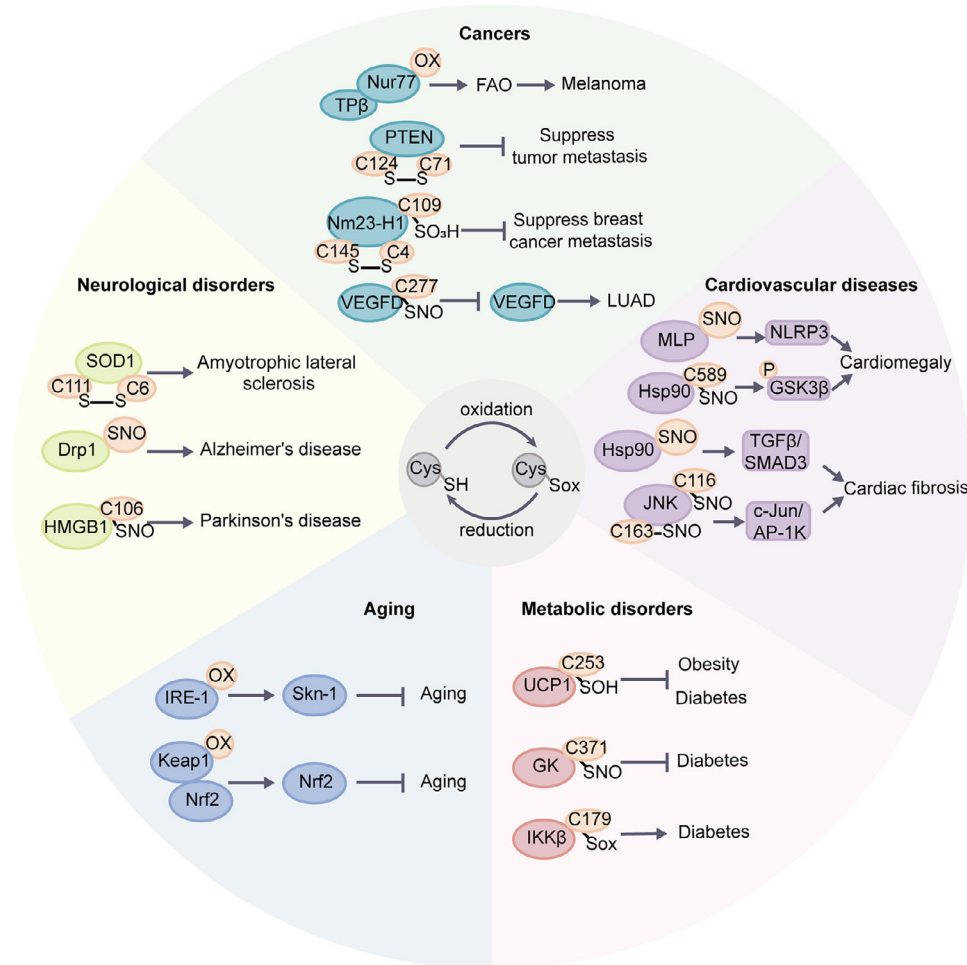 Cancers
OX
Nur77
TPβ
FAO
Melanoma
PTEN
C124
C71
S
S
Suppress
tumor metastasis
C109
Nm23-H1
SO₃H
C145
C4
S
S
Suppress breast
cancer metastasis
C277
VEGFD
SNO
VEGFD
LUAD
Neurological disorders
SOD1
C111
C6
S
S
Amyotrophic lateral
sclerosis
SNO
Drp1
Alzheimer's disease
C106
HMGB1
SNO
Parkinson's disease
Cardiovascular diseases
SNO
MLP
NLRP3
Cardiomegaly
C589
Hsp90
SNO
P
GSK3β
SNO
Hsp90
TGFβ/
SMAD3
Cardiac fibrosis
C116
JNK
SNO
C163
SNO
c-Jun/
AP-1K
oxidation
Cys
SH
Cys
Sox
reduction
Aging
OX
IRE-1
Skn-1
Aging
OX
Keap1
Nrf2
Nrf2
Aging
Metabolic disorders
C253
UCP1
SOH
Obesity
Diabetes
C371
GK
SNO
Diabetes
C179
IKKβ
Sox
Diabetes